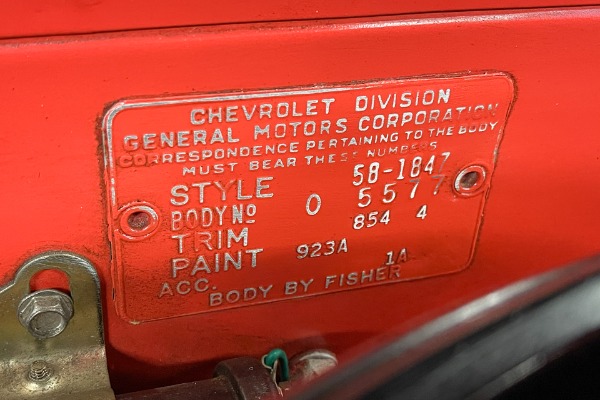 CHEVROLET DIVISION
GENERAL MOTORS CORPORATION
CORRESPONDENCE PERTAINING TO THE BODY
MUST BEAR THESE NUMBERS
STYLE 58-1847
BODY NO O 5577
TRIM 854 4
PAINT 923A 1A
ACC.
BODY BY FISHER